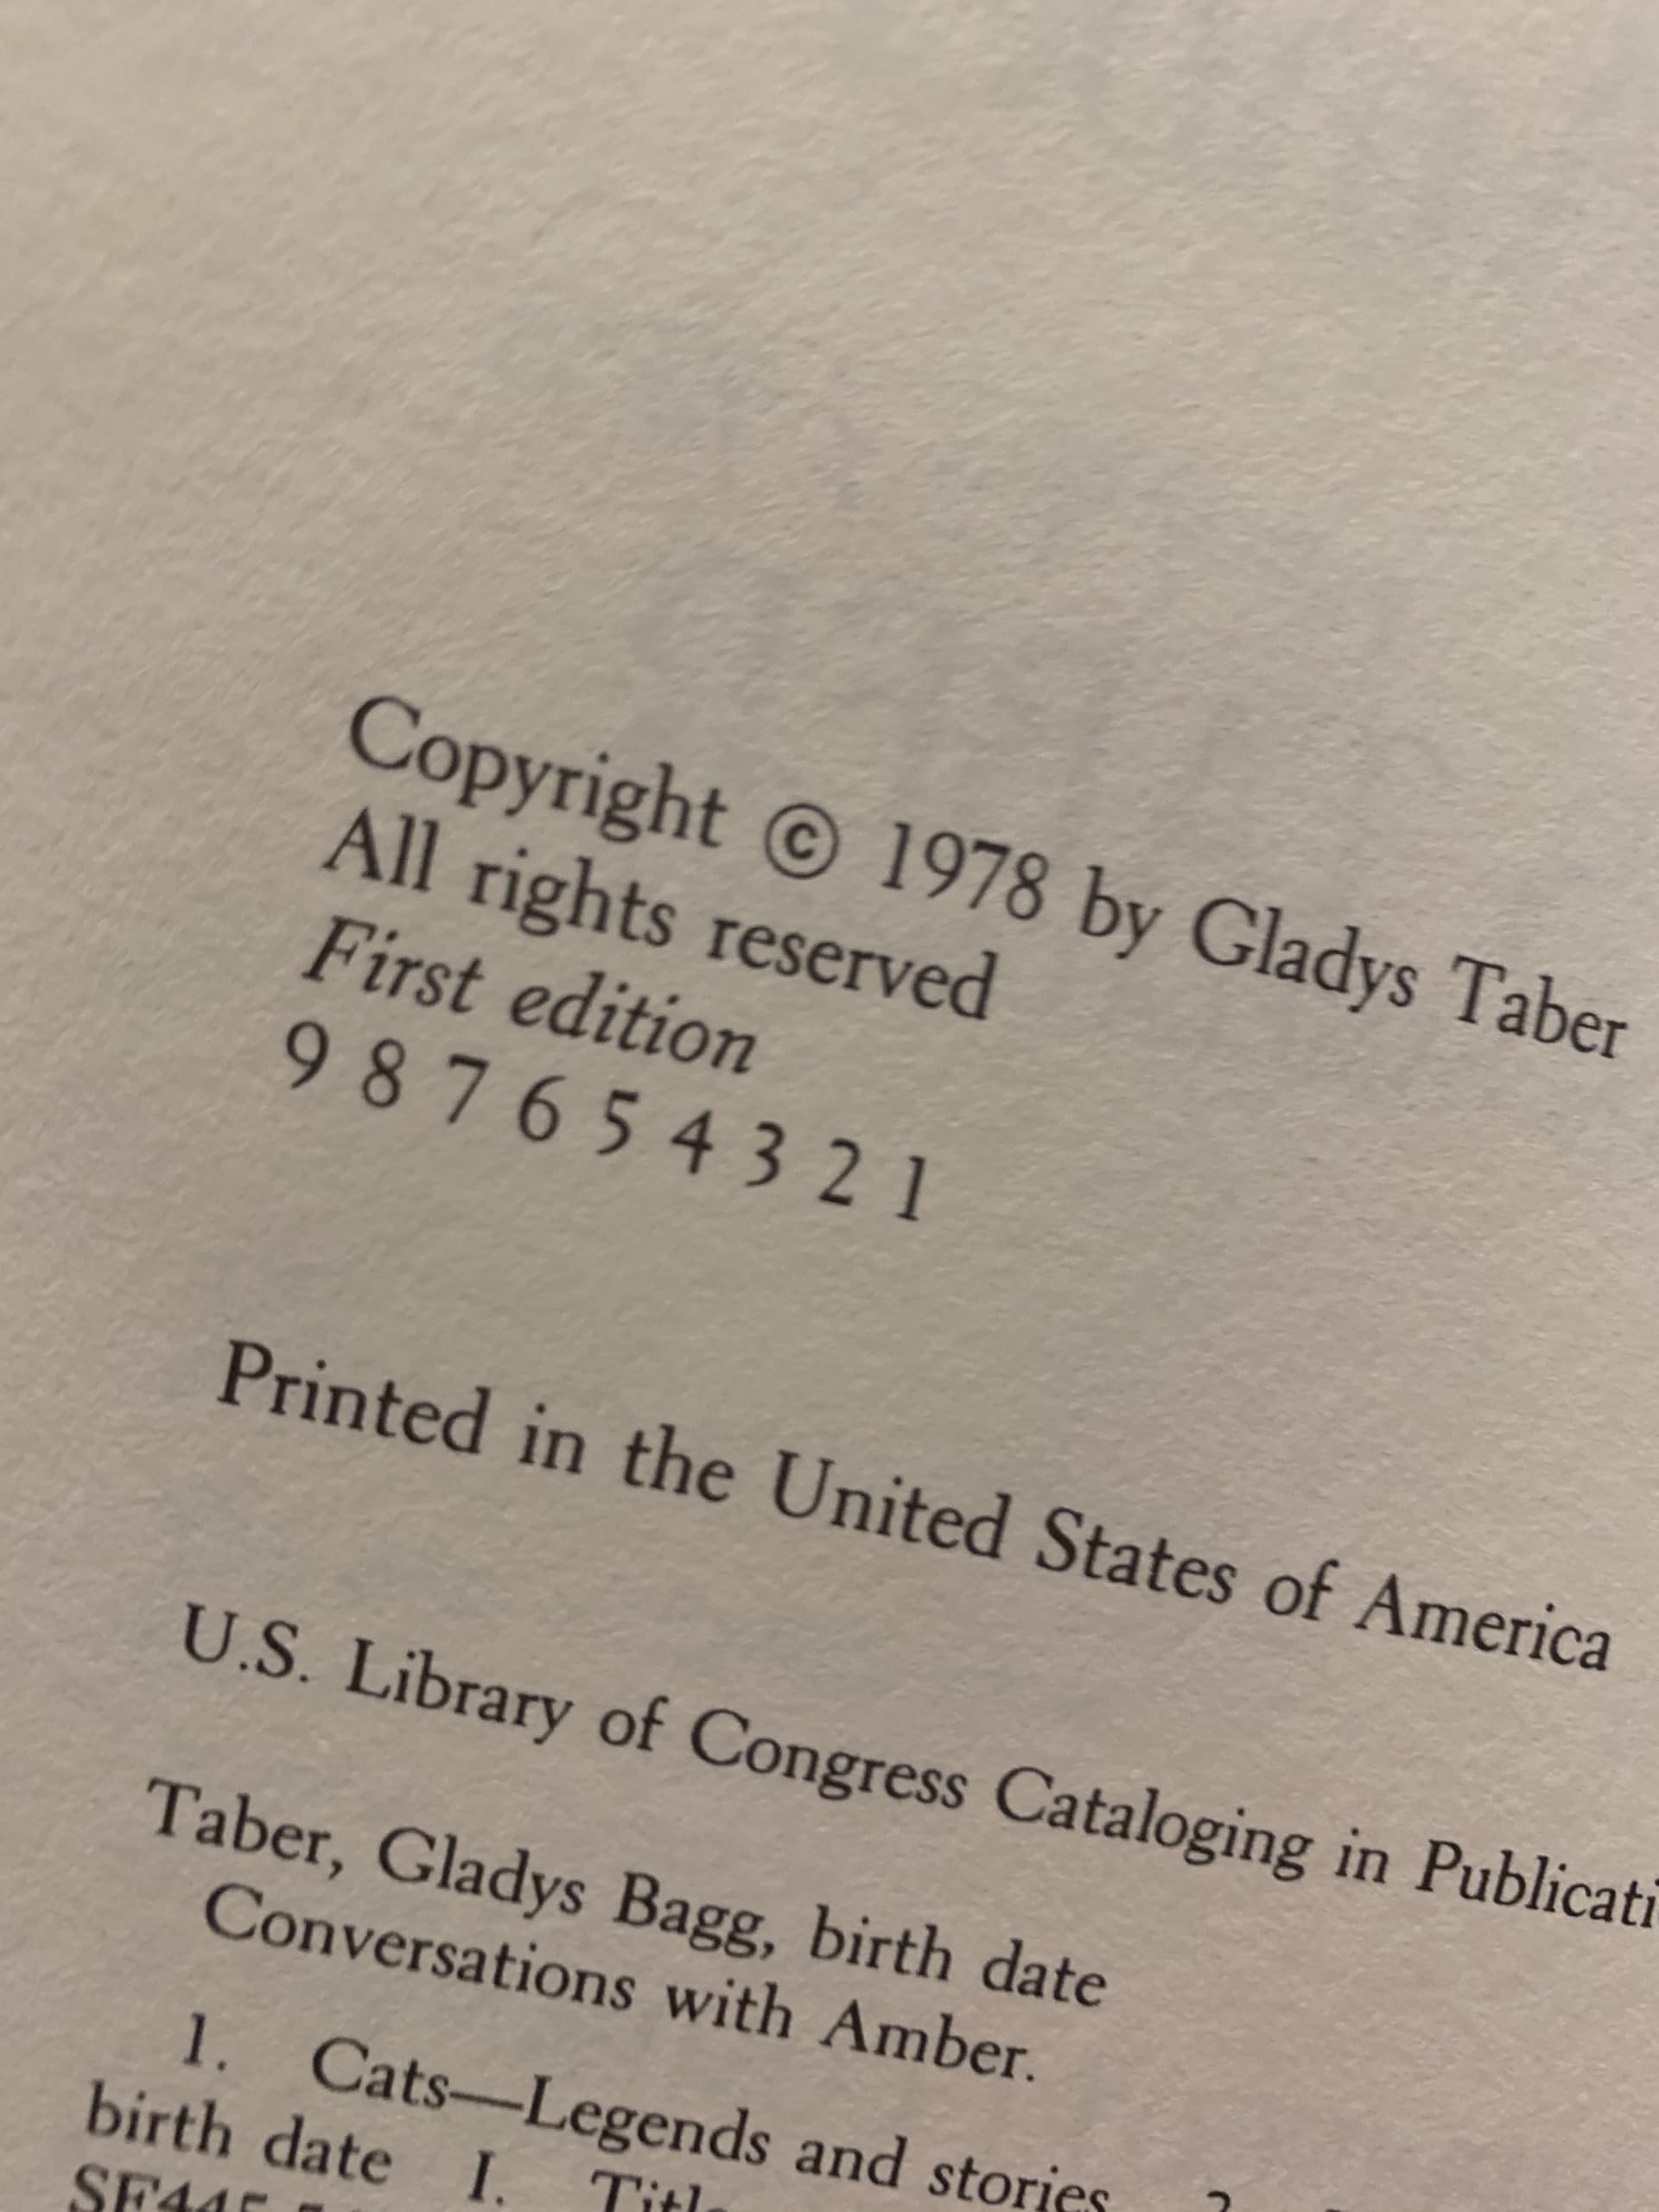 Copyright © 1978 by Gladys Taber
All rights reserved
First edition
9 8 7 6 5 4 3 2 1
Printed in the United States of America
U.S. Library of Congress Cataloging in
Taber, Gladys Bagg, birth date
Conversations with Amber.
1. Cats—Legends and stories
birth date I.